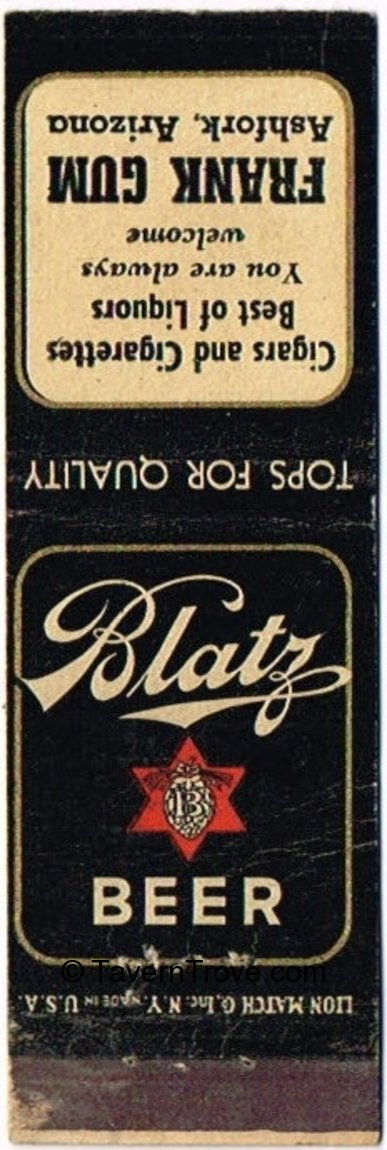 Cigars and Cigarettes
Best of Liquors
You are always
welcome
FRANK GUM
Ashfork, Arizona
TOPS FOR QUALITY
Blatz
B
BEER
© TavernTrove.com
LION MATCH CO., INC. N.Y. MADE IN U.S.A.